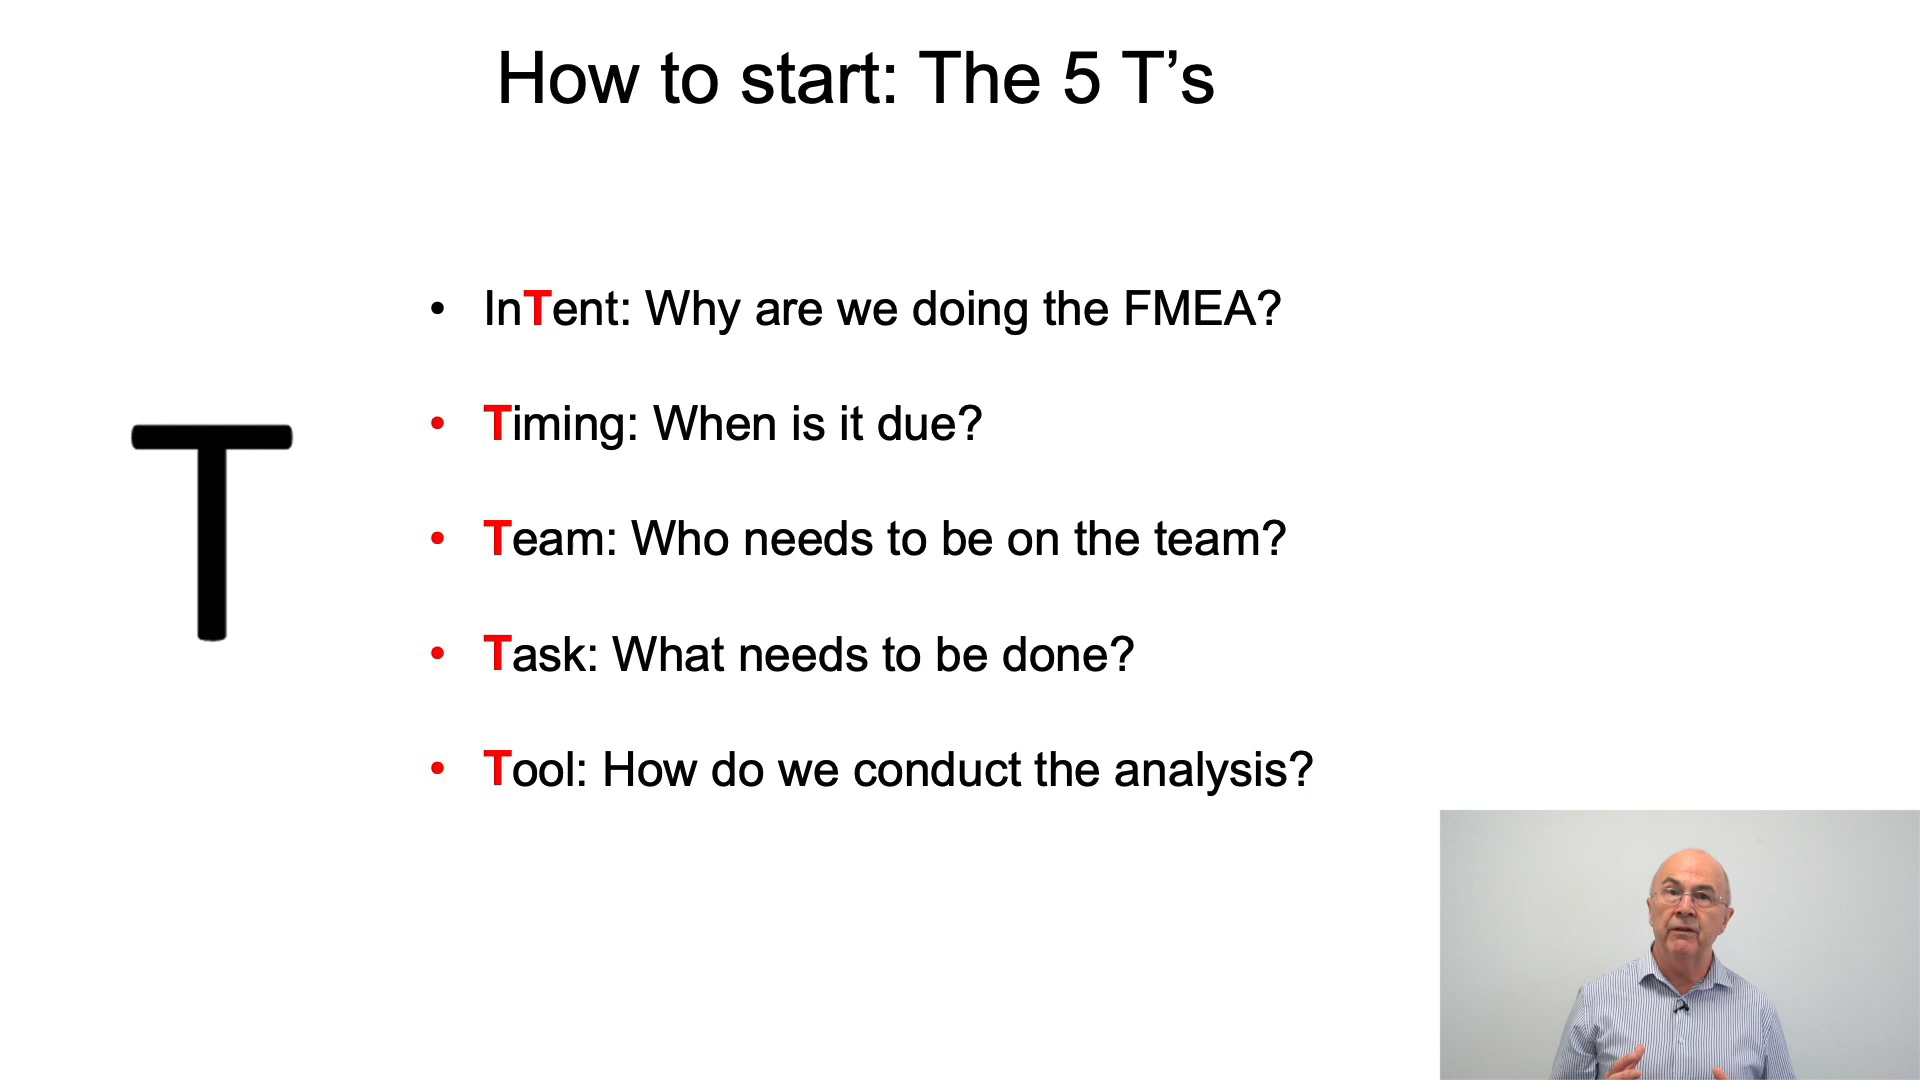 How to start: The 5 T’s
• InTent: Why are we doing the FMEA?
• Timing: When is it due?
T
• Team: Who needs to be on the team?
• Task: What needs to be done?
• Tool: How do we conduct the analysis?